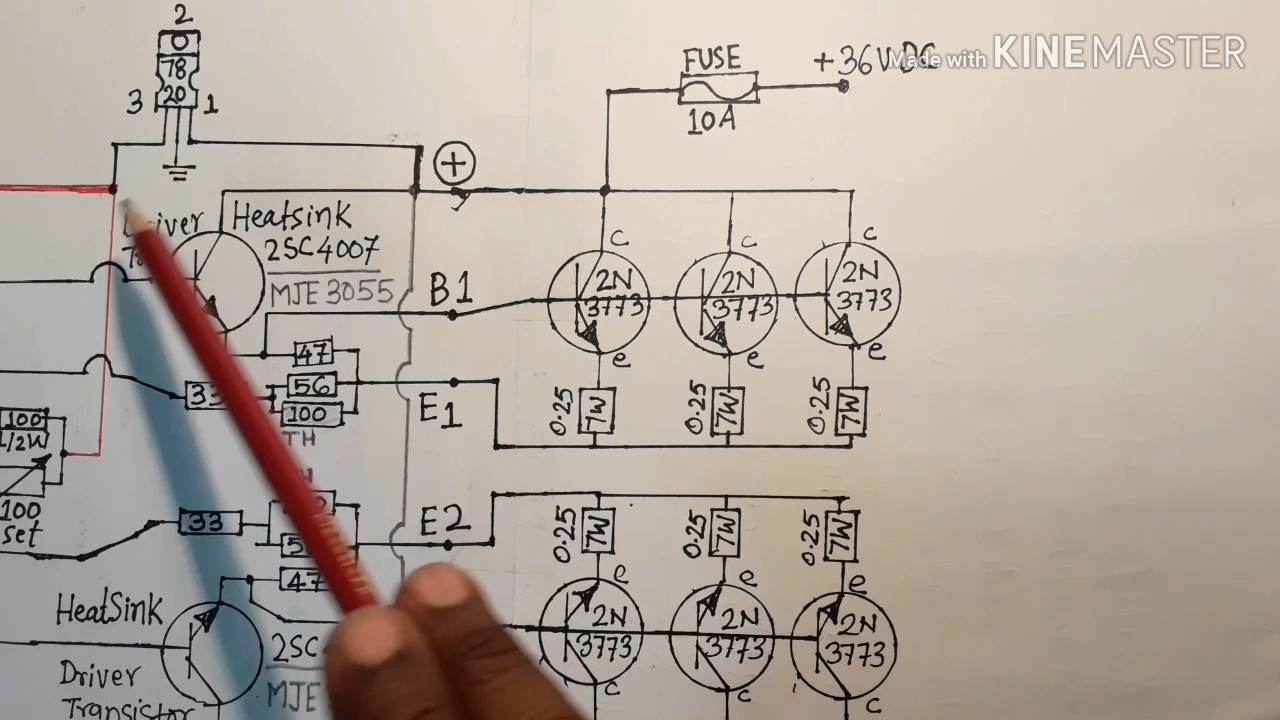 2
O
78
20
3
1
FUSE
10A
+36V DC
Made with KINEMASTER
+
Driver
Heatsink
2SC4007
MJE3055
B1
E1
E2
47
33
56
100
TH
100
1/2W
100
set
33
47
c
c
c
2N
3773
2N
3773
2N
3773
e
e
e
0.25
7W
0.25
7W
0.25
7W
0.25
7W
0.25
7W
0.25
7W
e
e
e
2N
3773
2N
3773
2N
3773
c
c
c
HeatSink
Driver
Transistor
2SC
MJE